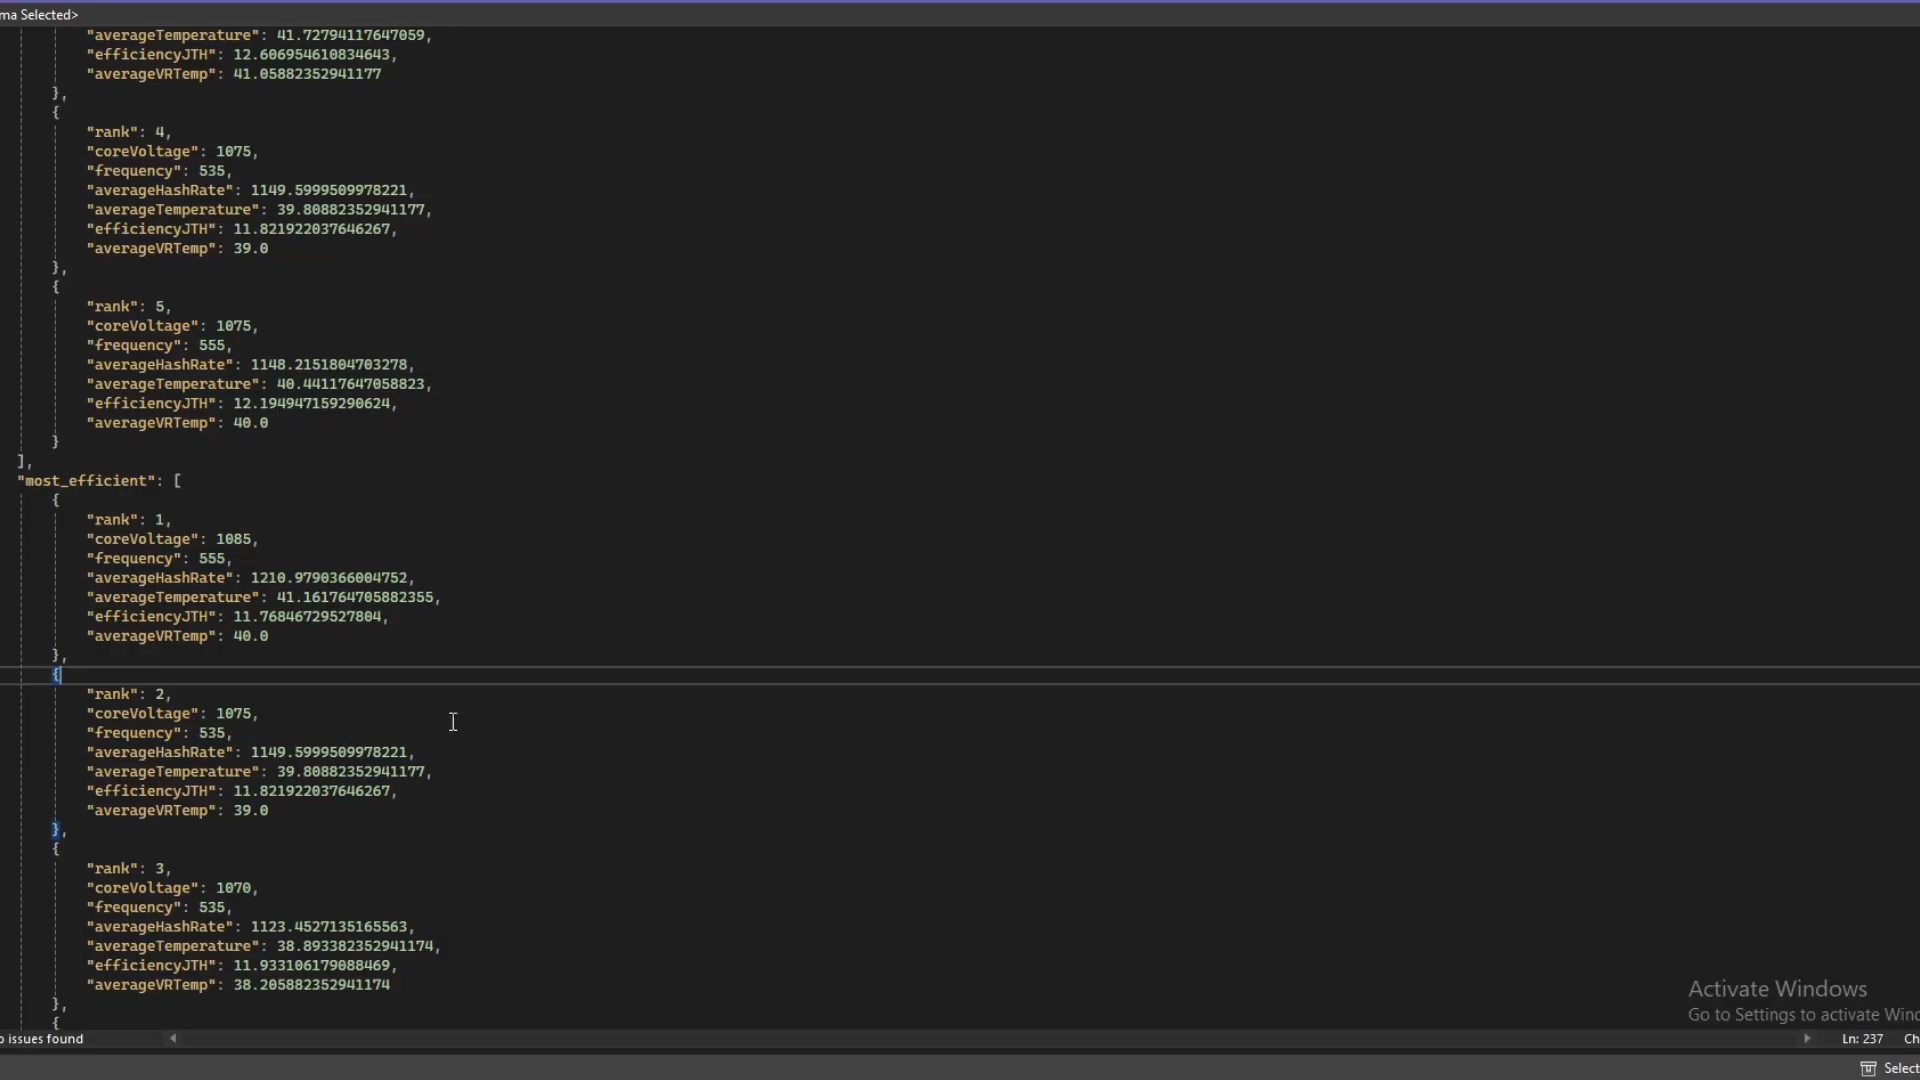 ma Selected>
"averageTemperature": 41.72794117647059,
"efficiencyJTH": 12.606954610834643,
"averageVRTemp": 41.05882352941177
},
{
"rank": 4,
"coreVoltage": 1075,
"frequency": 535,
"averageHashRate": 1149.5999509978221,
"averageTemperature": 39.80882352941177,
"efficiencyJTH": 11.821922037646267,
"averageVRTemp": 39.0
},
{
"rank": 5,
"coreVoltage": 1075,
"frequency": 555,
"averageHashRate": 1148.2151804703278,
"averageTemperature": 40.44117647058823,
"efficiencyJTH": 12.194947159290624,
"averageVRTemp": 40.0
}
],
"most_efficient": [
{
"rank": 1,
"coreVoltage": 1085,
"frequency": 555,
"averageHashRate": 1210.9790366004752,
"averageTemperature": 41.161764705882355,
"efficiencyJTH": 11.76846729527804,
"averageVRTemp": 40.0
},
{
"rank": 2,
"coreVoltage": 1075,
"frequency": 535,
"averageHashRate": 1149.5999509978221,
"averageTemperature": 39.80882352941177,
"efficiencyJTH": 11.821922037646267,
"averageVRTemp": 39.0
},
{
"rank": 3,
"coreVoltage": 1070,
"frequency": 535,
"averageHashRate": 1123.4527135165563,
"averageTemperature": 38.893382352941174,
"efficiencyJTH": 11.933106179088469,
"averageVRTemp": 38.205882352941174
},
{
Activate Windows
Go to Settings to activate Winc
o issues found
Ln: 237 Ch
Select